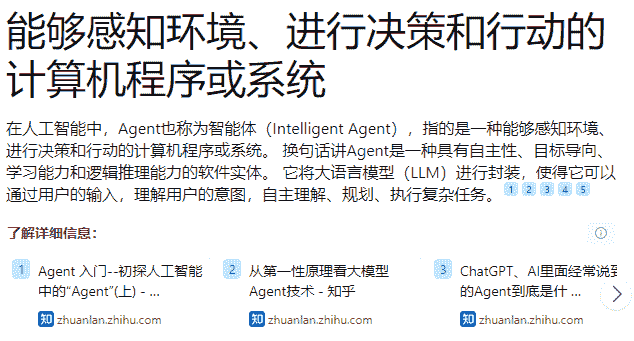 能够感知环境、进行决策和行动的
计算机程序或系统
在人工智能中，Agent也称为智能体（Intelligent Agent），指的是一种能够感知环境、
进行决策和行动的计算机程序或系统。 换句话讲Agent是一种具有自主性、目标导向、
学习能力和逻辑推理能力的软件实体。 它将大语言模型（LLM）进行封装，使得它可以
通过用户的输入，理解用户的意图，自主理解、规划、执行复杂任务。 1 2 3 4 5
了解详细信息：
1 Agent 入门--初探人工智能
中的“Agent”(上) - ...
知 zhuanlan.zhihu.com
2 从第一性原理看大模型
Agent技术 - 知乎
知 zhuanlan.zhihu.com
3 ChatGPT、AI里面经常说到
的Agent到底是什 ...
知 zhuanlan.zhihu.com